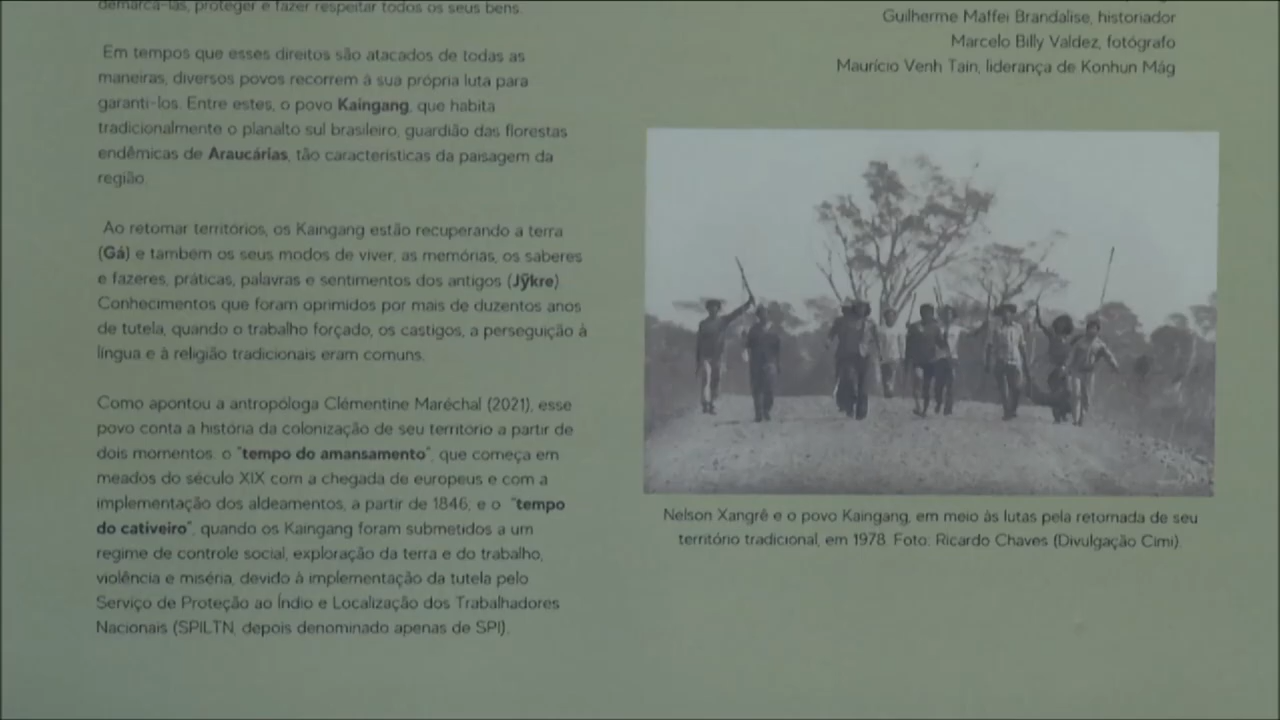 demarcá-las, proteger e fazer respeitar todos os seus bens.
Em tempos que esses direitos são atacados de todas as
maneiras, diversos povos recorrem à sua própria luta para
garanti-los. Entre estes, o povo Kaingang, que habita
tradicionalmente o planalto sul brasileiro, guardião das florestas
endêmicas de Araucárias, tão características da paisagem da
região.
Ao retomar territórios, os Kaingang estão recuperando a terra
(Gá) e também os seus modos de viver, as memórias, os saberes
e fazeres, práticas, palavras e sentimentos dos antigos (Jỹkre).
Conhecimentos que foram oprimidos por mais de duzentos anos
de tutela, quando o trabalho forçado, os castigos, a perseguição à
língua e à religião tradicionais eram comuns.
Como apontou a antropóloga Clémentine Maréchal (2021), esse
povo conta a história da colonização de seu território a partir de
dois momentos: o "tempo do amansamento", que começa em
meados do século XIX com a chegada de europeus e com a
implementação dos aldeamentos, a partir de 1846; e o "tempo
do cativeiro", quando os Kaingang foram submetidos a um
regime de controle social, exploração da terra e do trabalho,
violência e miséria, devido à implementação da tutela pelo
Serviço de Proteção ao Índio e Localização dos Trabalhadores
Nacionais (SPILTN, depois denominado apenas de SPI).
Guilherme Maffei Brandalise, historiador
Marcelo Billy Valdez, fotógrafo
Maurício Venh Tain, liderança de Konhun Mág
Nelson Xangrê e o povo Kaingang, em meio às lutas pela retomada de seu
território tradicional, em 1978. Foto: Ricardo Chaves (Divulgação Cimi).